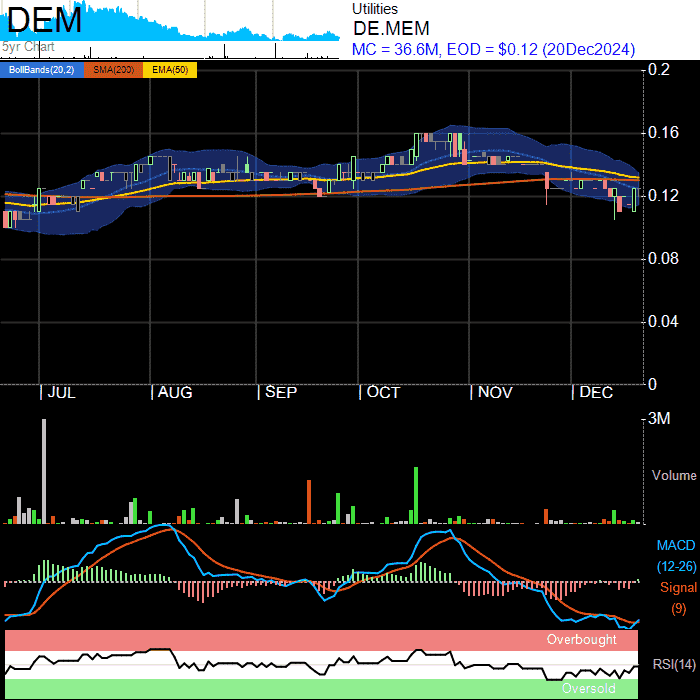 DEM
5yr Chart
Utilities
DE.MEM
MC = 36.6M, EOD = $0.12 (20Dec2024)
BollBands(20,2) SMA(200) EMA(50)
0.2
0.16
0.12
0.08
0.04
0
JUL AUG SEP OCT NOV DEC
3M
Volume
MACD
(12-26)
Signal
(9)
Overbought
RSI(14)
Oversold